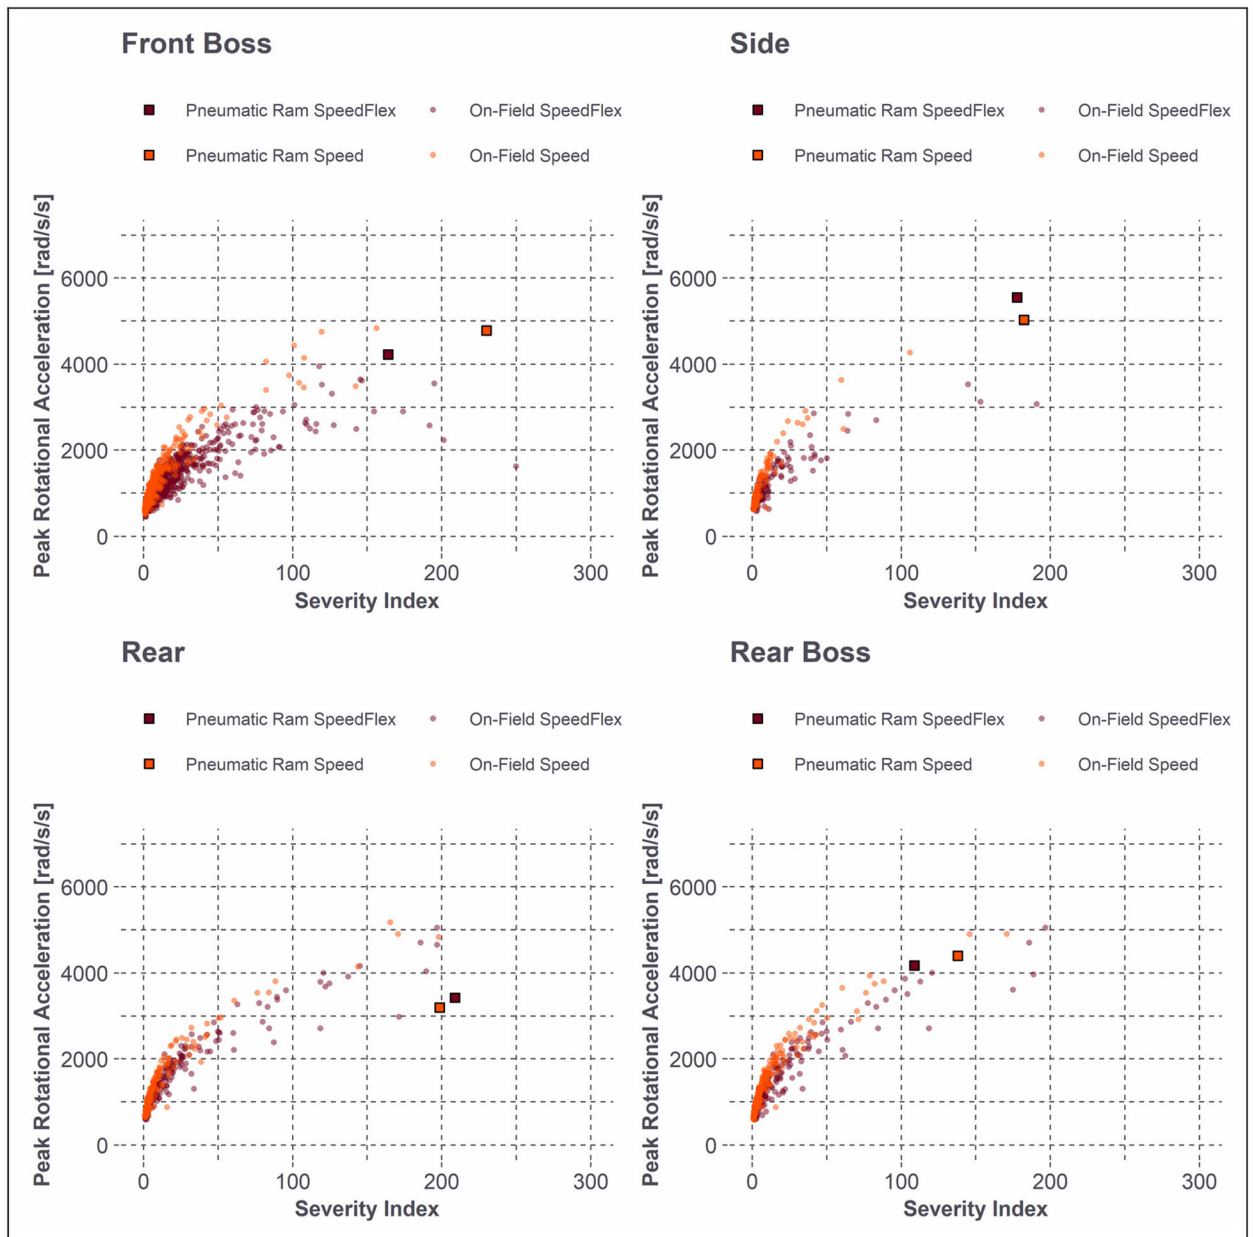 Front Boss
Pneumatic Ram SpeedFlex
On-Field SpeedFlex
Pneumatic Ram Speed
On-Field Speed
Peak Rotational Acceleration [rad/s/s]
6000
4000
2000
0
0 100 200 300
Severity Index
Side
Pneumatic Ram SpeedFlex
On-Field SpeedFlex
Pneumatic Ram Speed
On-Field Speed
Peak Rotational Acceleration [rad/s/s]
6000
4000
2000
0
0 100 200 300
Severity Index
Rear
Pneumatic Ram SpeedFlex
On-Field SpeedFlex
Pneumatic Ram Speed
On-Field Speed
Peak Rotational Acceleration [rad/s/s]
6000
4000
2000
0
0 100 200 300
Severity Index
Rear Boss
Pneumatic Ram SpeedFlex
On-Field SpeedFlex
Pneumatic Ram Speed
On-Field Speed
Peak Rotational Acceleration [rad/s/s]
6000
4000
2000
0
0 100 200 300
Severity Index